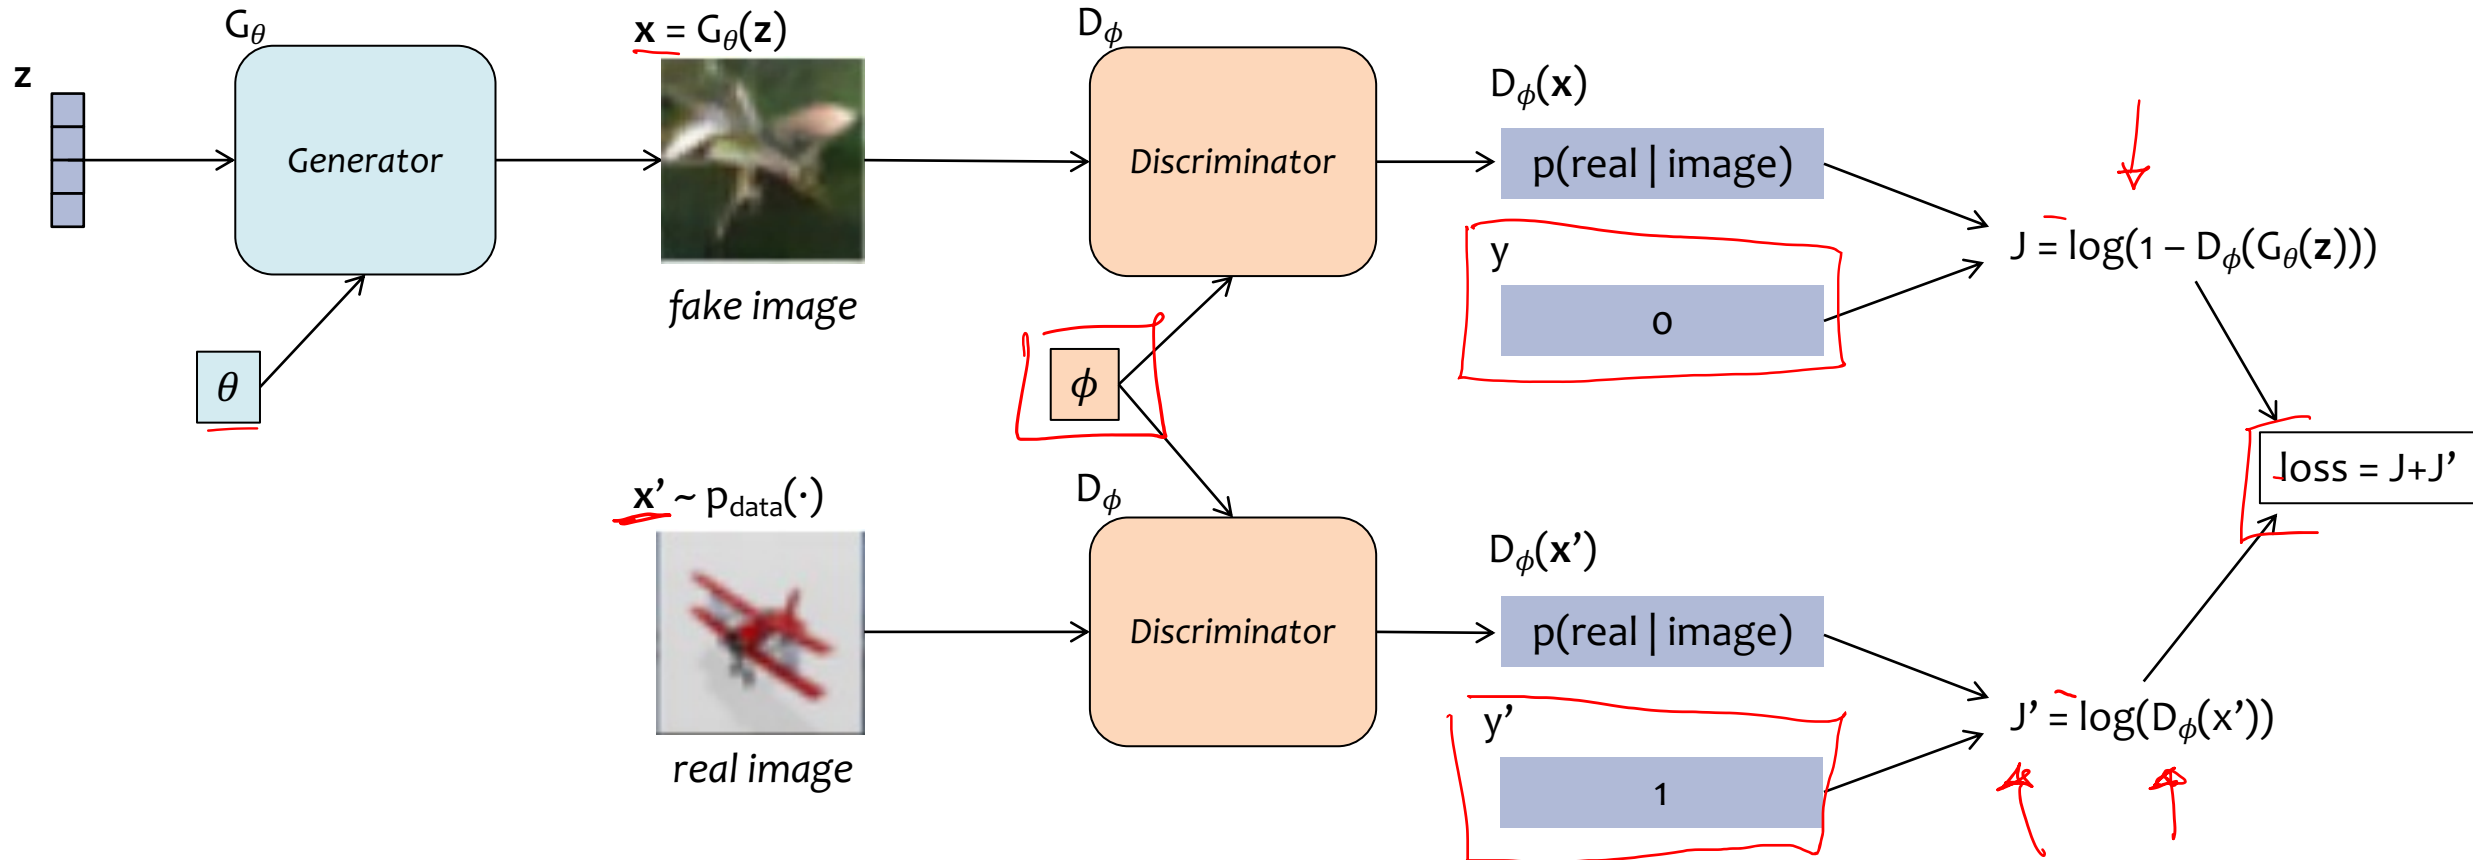 G_θ
x = G_θ(z)
D_ϕ
z
D_ϕ(x)
Generator
Discriminator
p(real | image)
y
J = log(1 – D_ϕ(G_θ(z)))
fake image
0
θ
ϕ
loss = J+J’
x’ ~ p_data(·)
D_ϕ
D_ϕ(x’)
Discriminator
p(real | image)
y’
J’ = log(D_ϕ(x’))
real image
1